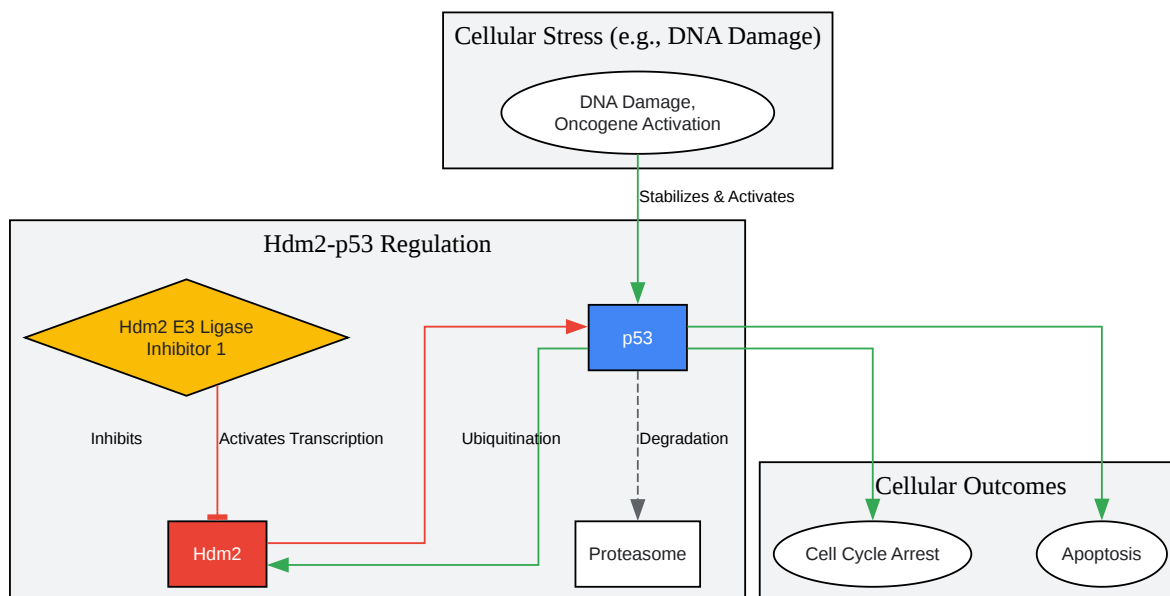 Cellular Stress (e.g., DNA Damage)
DNA Damage,
Oncogene Activation
Stabilizes & Activates
Hdm2-p53 Regulation
Hdm2 E3 Ligase
Inhibitor 1
p53
Inhibits
Activates Transcription
Ubiquitination
Degradation
Cellular Outcomes
Hdm2
Proteasome
Cell Cycle Arrest
Apoptosis